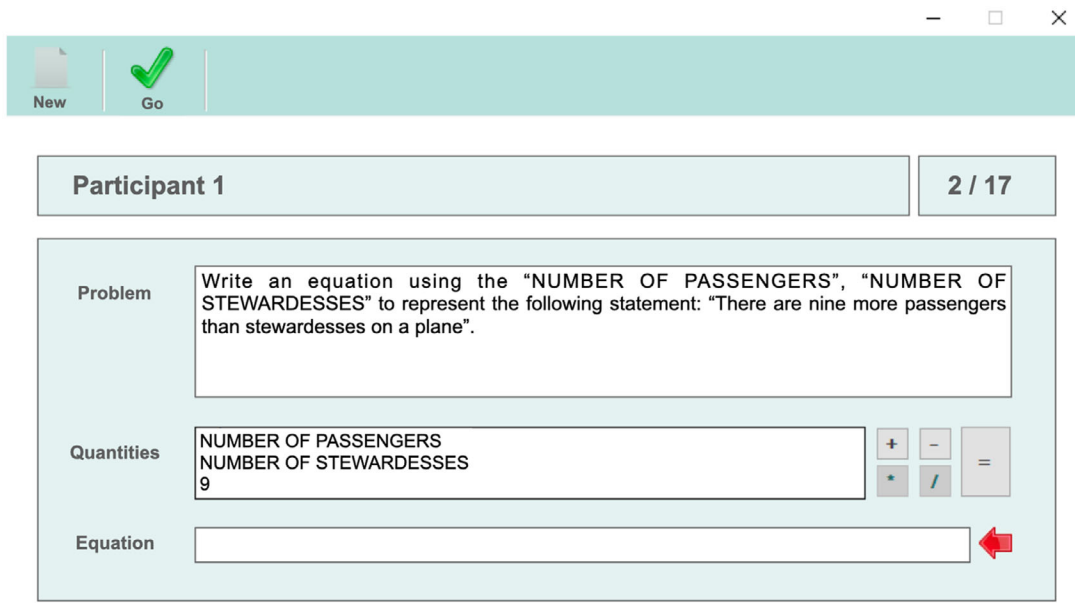 New
Go
Participant 1
2 / 17
Problem
Write an equation using the “NUMBER OF PASSENGERS”, “NUMBER OF
STEWARDESSES” to represent the following statement: “There are nine more passengers
than stewardesses on a plane”.
Quantities
NUMBER OF PASSENGERS
NUMBER OF STEWARDESSES
9
+ -
=
* /
Equation